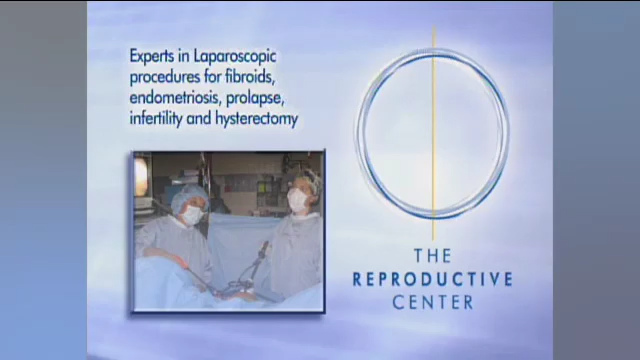 Experts in Laparoscopic
procedures for fibroids,
endometriosis, prolapse,
infertility and hysterectomy
THE
REPRODUCTIVE
CENTER